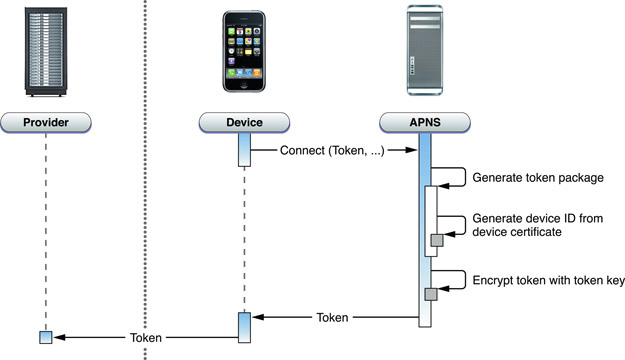 Provider
Device
APNS
Connect (Token, ...)
Generate token package
Generate device ID from
device certificate
Encrypt token with token key
Token
Token